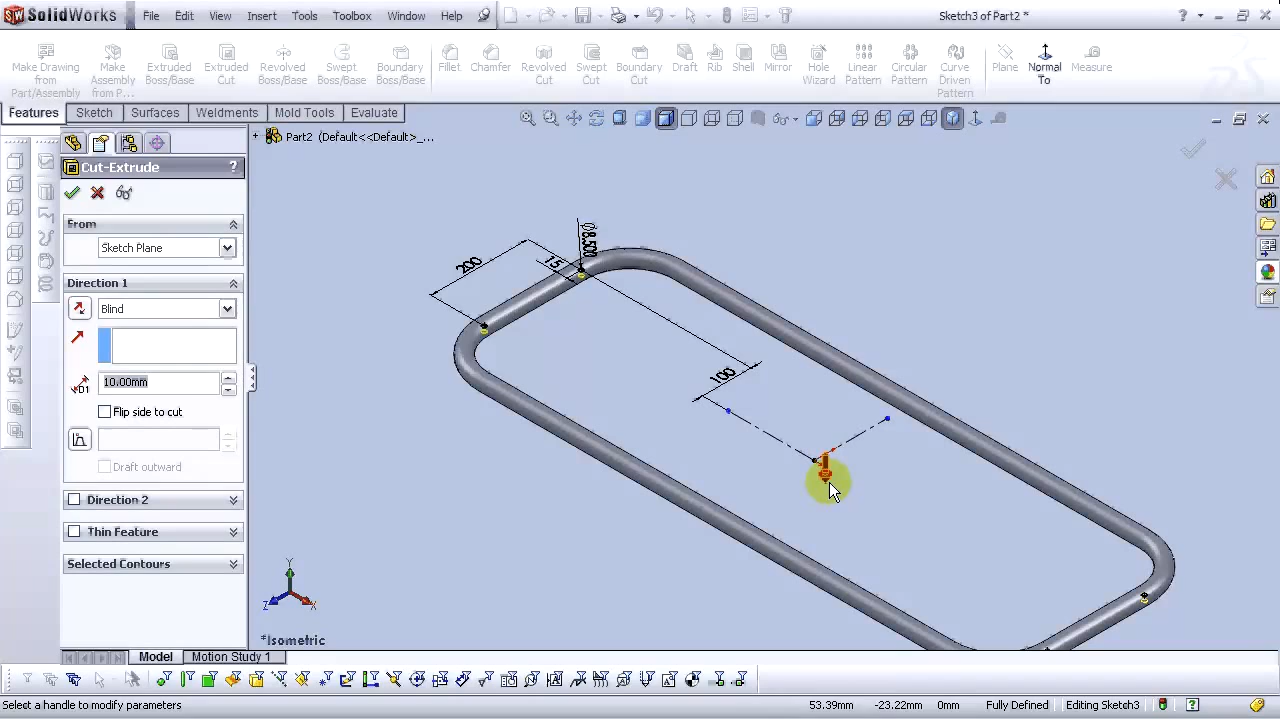 SolidWorks File Edit View Insert Tools Toolbox Window Help Sketch3 of Part2 * ?
Make Drawing from Part/Assembly Make Assembly from P... Extruded Boss/Base Extruded Cut Revolved Boss/Base Swept Boss/Base Boundary Boss/Base Fillet Chamfer Revolved Cut Swept Cut Boundary Cut Draft Rib Shell Mirror Hole Wizard Linear Pattern Circular Pattern Curve Driven Pattern Plane Normal To Measure
Features Sketch Surfaces Weldments Mold Tools Evaluate
Part2 (Default<<Default>_...
Cut-Extrude ?
From
Sketch Plane
Direction 1
Blind
10.00mm
D1
Flip side to cut
Draft outward
Direction 2
Thin Feature
Selected Contours
200
15
Ø8.500
100
Y
Z
X
*Isometric
Model Motion Study 1
Select a handle to modify parameters 53.39mm -23.22mm 0mm Fully Defined Editing Sketch3 ?